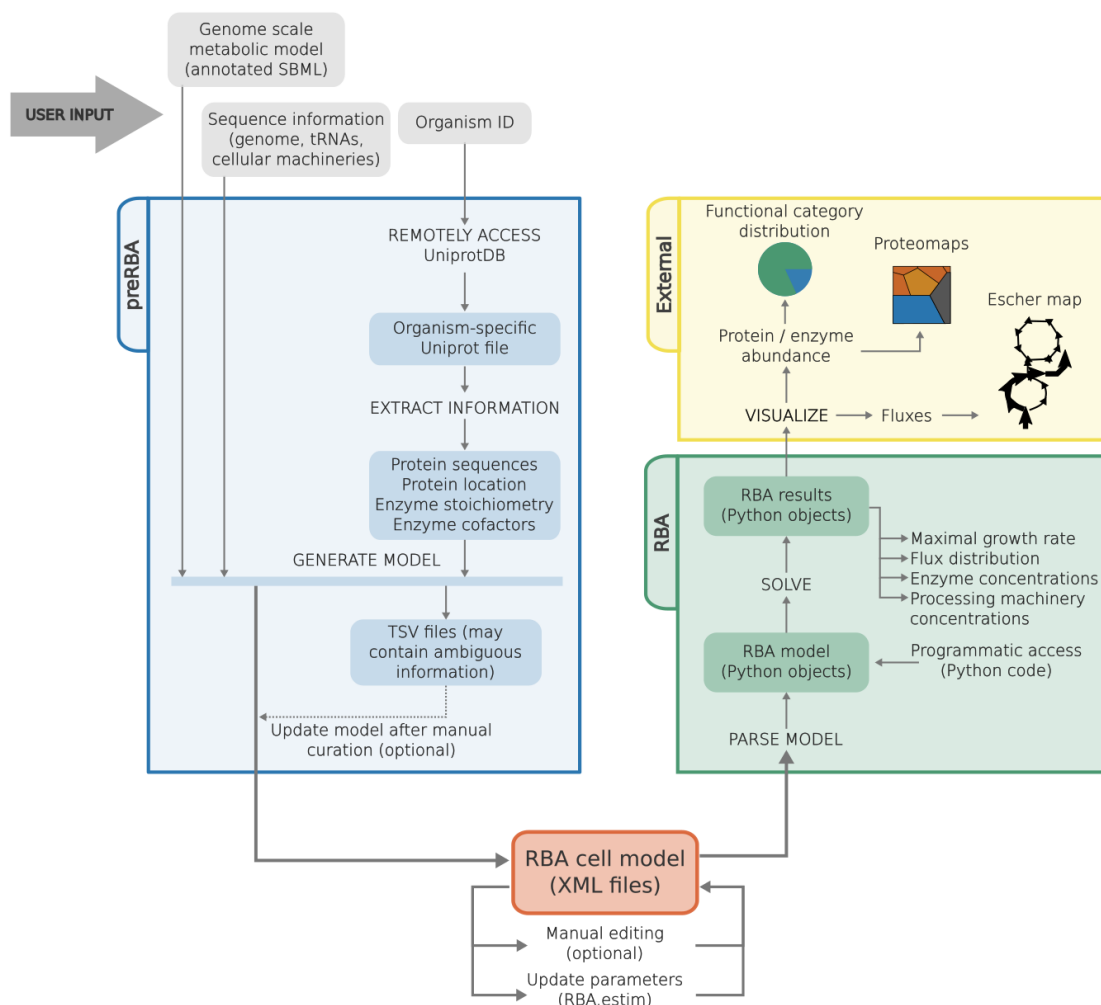 Genome scale
metabolic model
(annotated SBML)
USER INPUT
Sequence information
(genome, tRNAs,
cellular machineries)
Organism ID
preRBA
REMOTELY ACCESS
UniprotDB
Organism-specific
Uniprot file
EXTRACT INFORMATION
Protein sequences
Protein location
Enzyme stoichiometry
Enzyme cofactors
GENERATE MODEL
TSV files (may
contain ambiguous
information)
Update model after manual
curation (optional)
External
Functional category
distribution
Proteomaps
Escher map
Protein / enzyme
abundance
VISUALIZE
Fluxes
RBA
RBA results
(Python objects)
Maximal growth rate
Flux distribution
Enzyme concentrations
Processing machinery
concentrations
SOLVE
RBA model
(Python objects)
Programmatic access
(Python code)
PARSE MODEL
RBA cell model
(XML files)
Manual editing
(optional)
Update parameters
(RBA.estim)